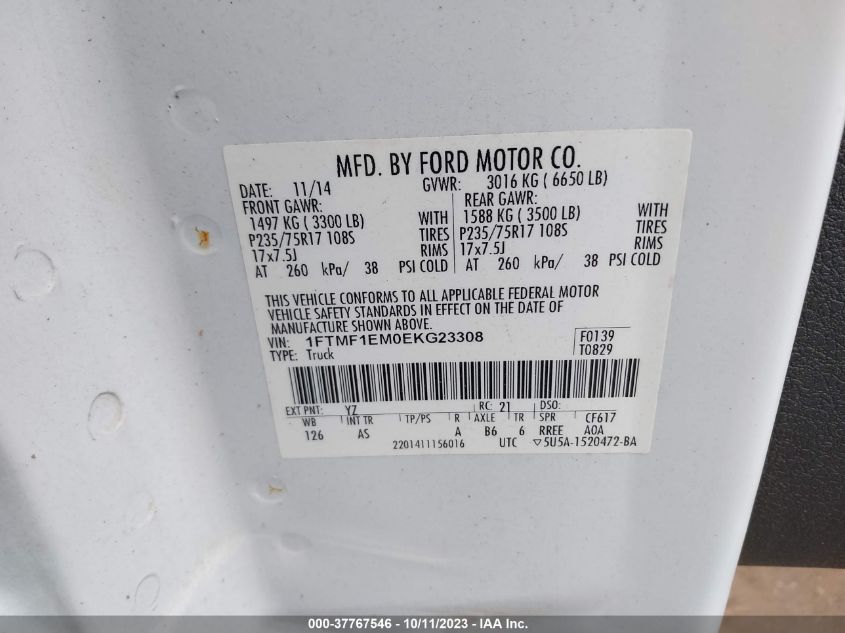 MFD. BY FORD MOTOR CO.
DATE: 11/14 GVWR: 3016 KG ( 6650 LB)
FRONT GAWR: REAR GAWR:
1497 KG ( 3300 LB) WITH 1588 KG ( 3500 LB) WITH
P235/75R17 108S TIRES P235/75R17 108S TIRES
17x7.5J RIMS 17x7.5J RIMS
AT 260 kPa/ 38 PSI COLD AT 260 kPa/ 38 PSI COLD
THIS VEHICLE CONFORMS TO ALL APPLICABLE FEDERAL MOTOR
VEHICLE SAFETY STANDARDS IN EFFECT ON THE DATE OF
MANUFACTURE SHOWN ABOVE.
VIN: 1FTMF1EM0EKG23308 F0139
TYPE: Truck T0829
EXT PNT: YZ RC: 21 DSO:
WB INT TR TP/PS R AXLE TR SPR CF617
126 AS A B6 6 RREE AOA
2201411156016 UTC ▽5U5A-1520472-BA
000-37767546 - 10/11/2023 - IAA Inc.